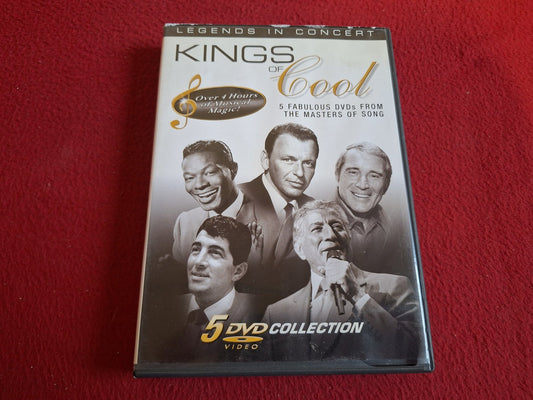 LEGENDS IN CONCERT
KINGS
OF
Cool
Over 4 Hours
of Musical
Magic!
5 FABULOUS DVDs FROM
THE MASTERS OF SONG
5 DVD COLLECTION
VIDEO